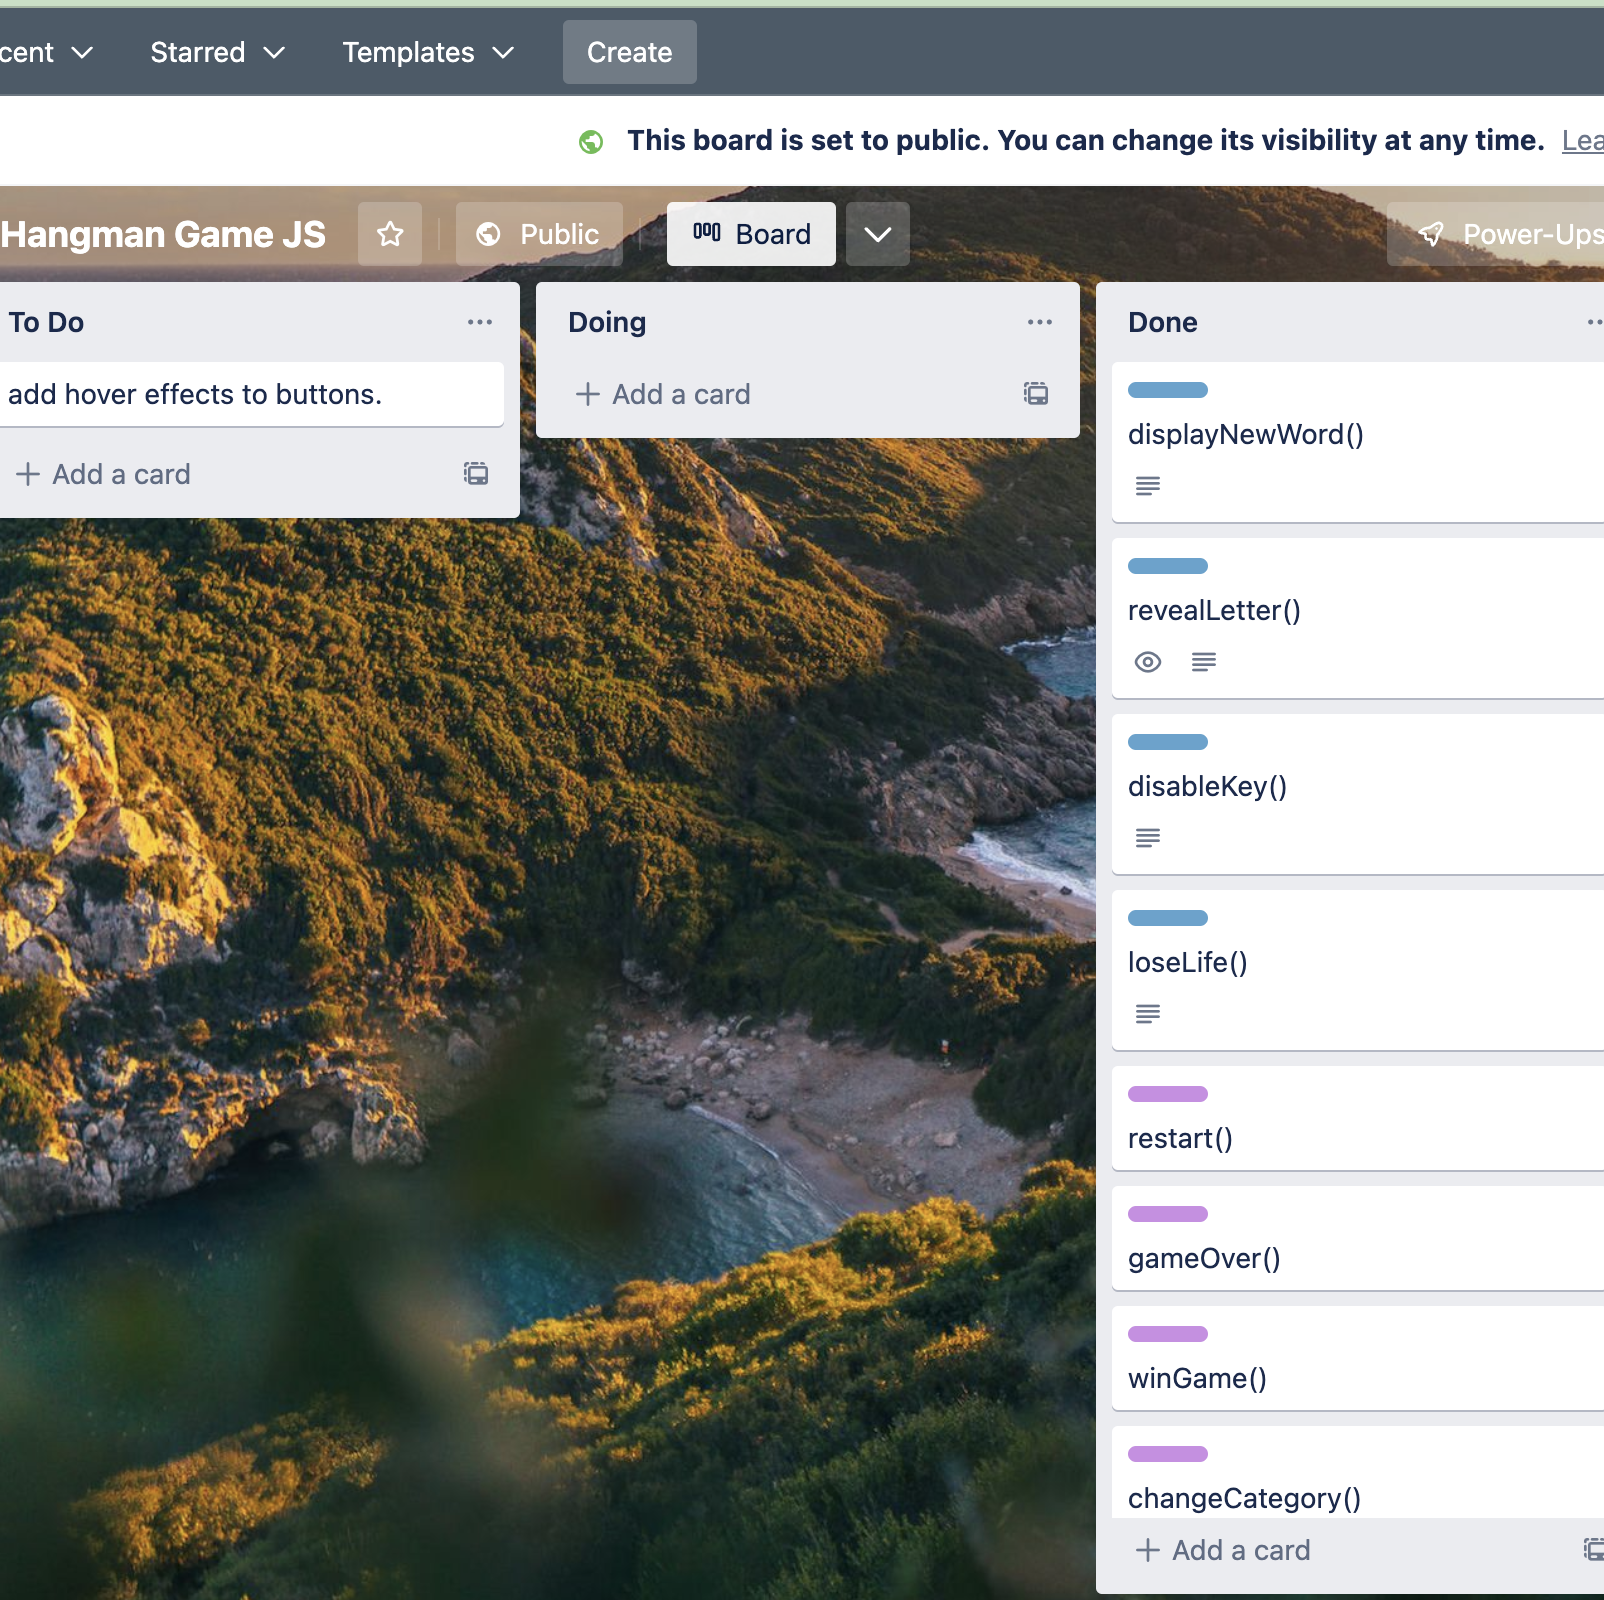 cent
Starred
Templates
Create
This board is set to public. You can change its visibility at any time. Lea
Hangman Game JS
Public
Board
Power-Ups
To Do
add hover effects to buttons.
Add a card
Doing
Add a card
Done
displayNewWord()
revealLetter()
disableKey()
loseLife()
restart()
gameOver()
winGame()
changeCategory()
Add a card